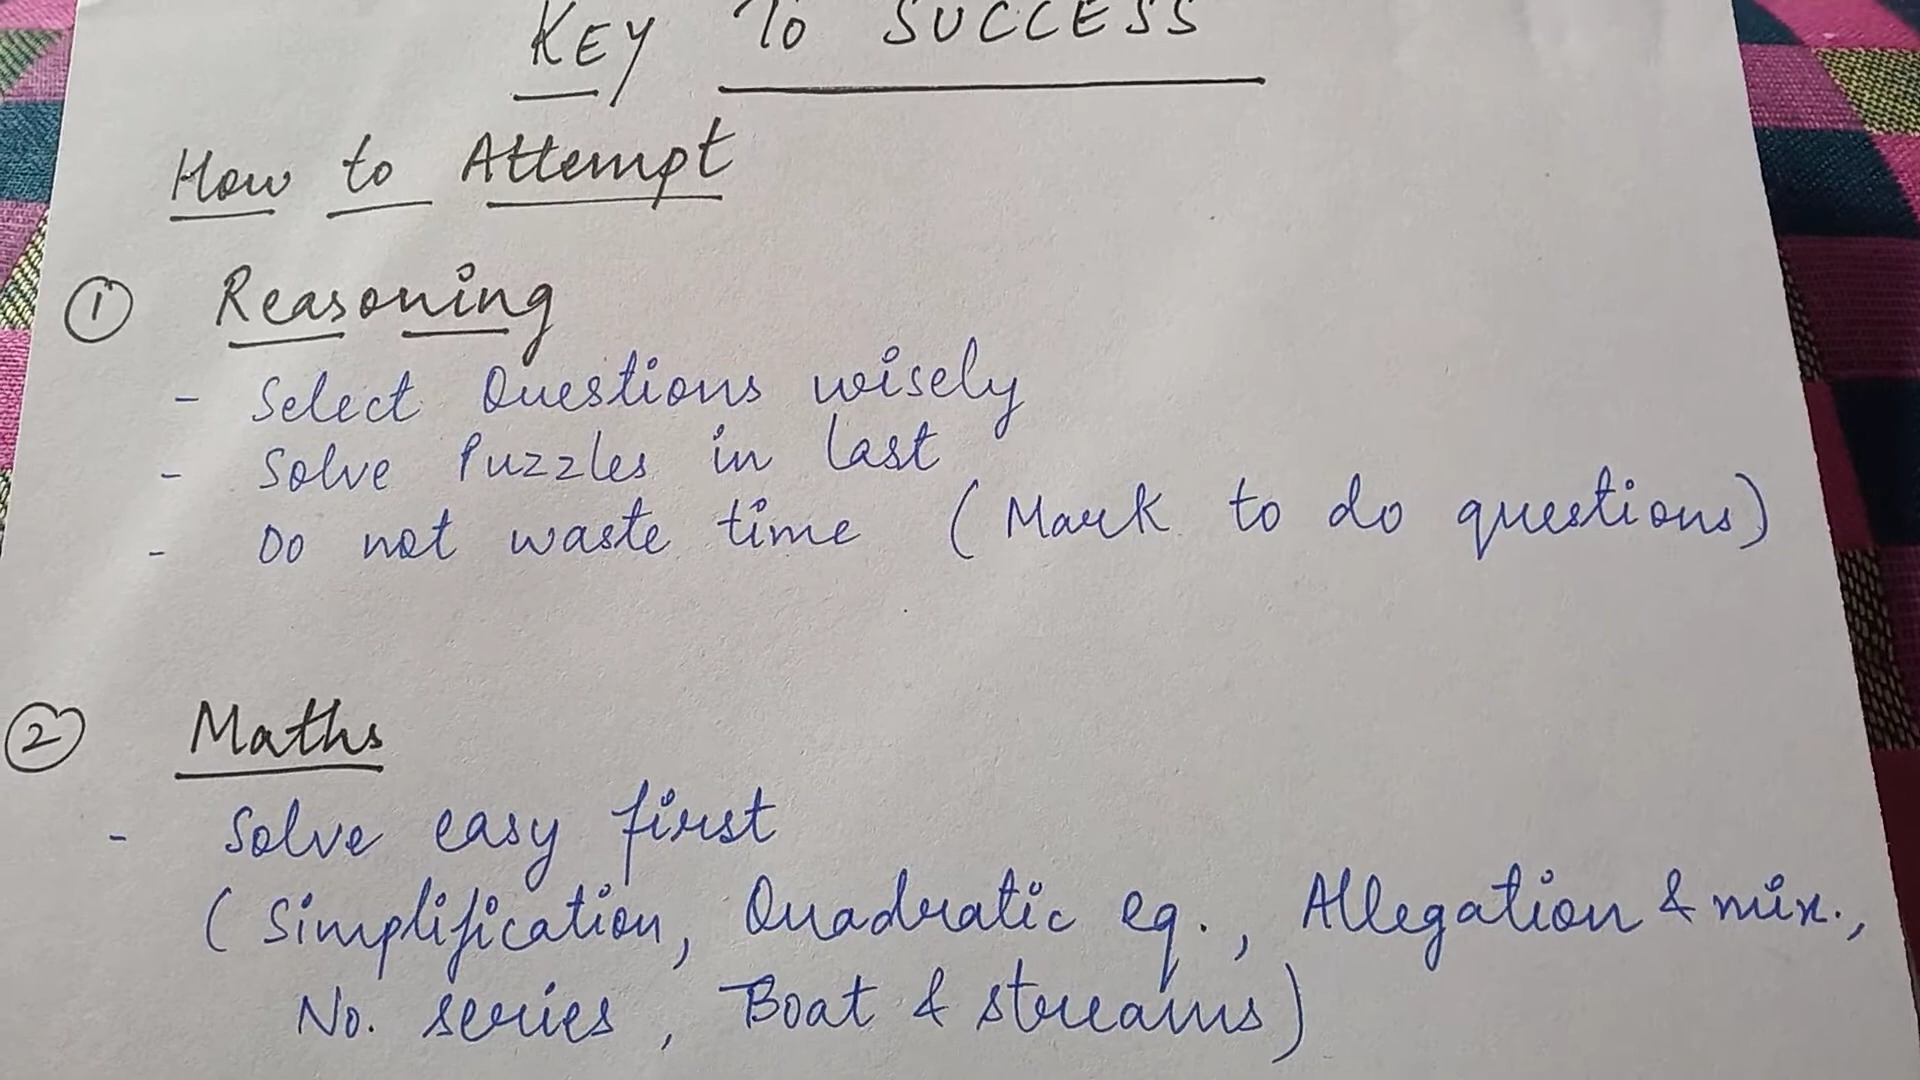 KEY TO SUCCESS
How to Attempt
① Reasoning
- Select Questions wisely
- Solve Puzzles in last
- Do not waste time (Mark to do questions)
② Maths
- Solve easy first
(Simplification, Quadratic eq., Allegation & mix.,
No. series, Boat & streams)